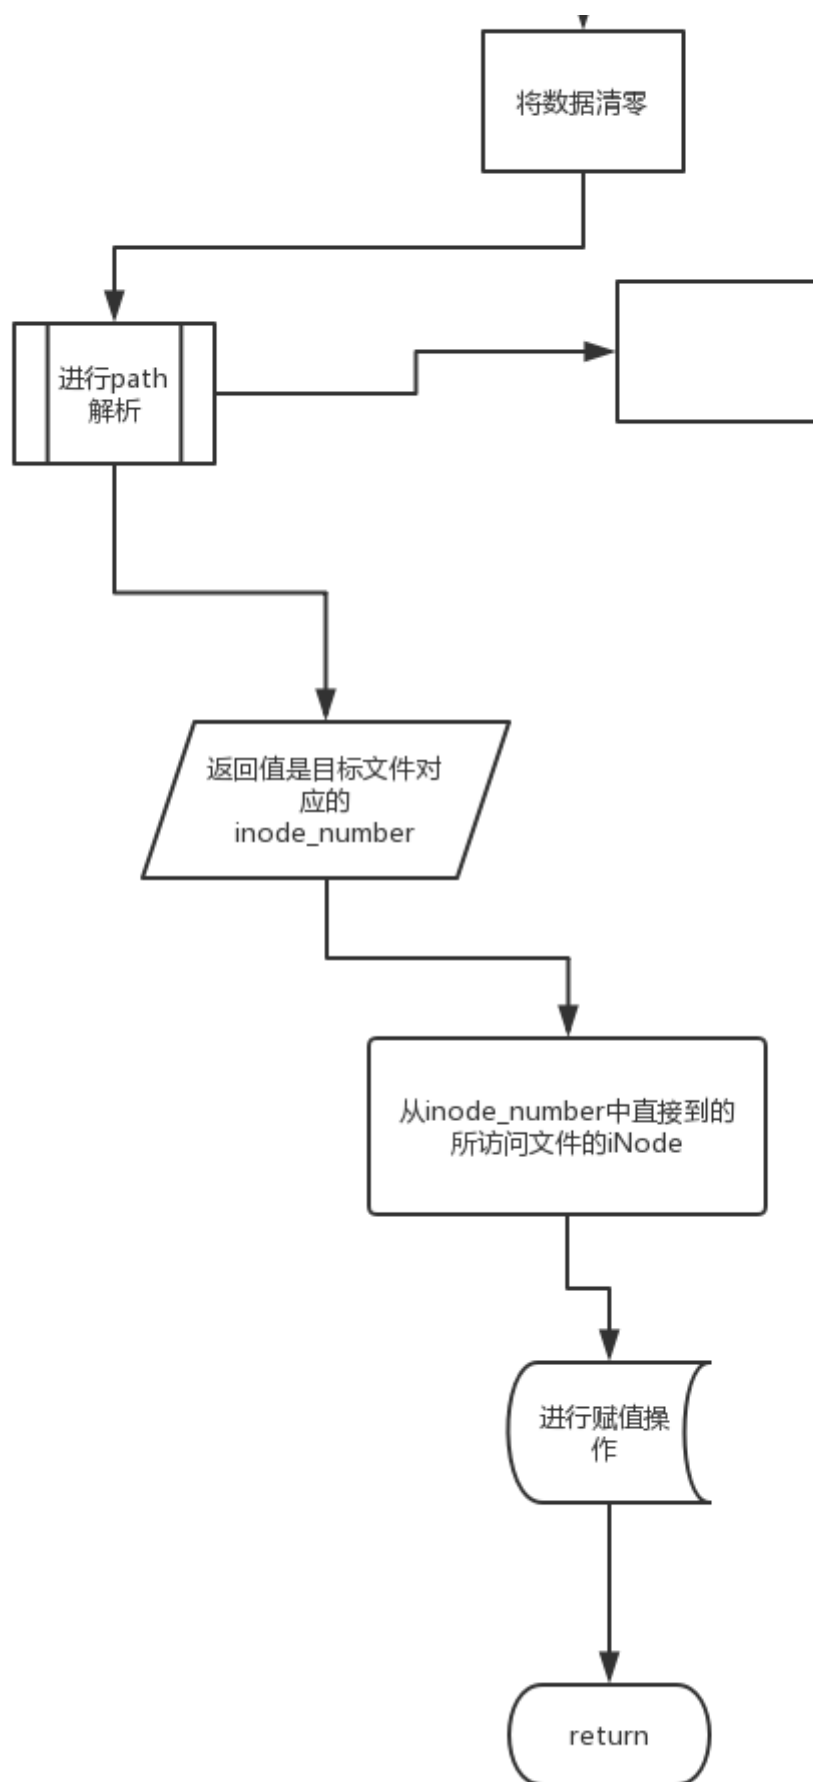 将数据清零
进行path
解析
返回值是目标文件对
应的
inode_number
从inode_number中直接到的
所访问文件的iNode
进行赋值操
作
return